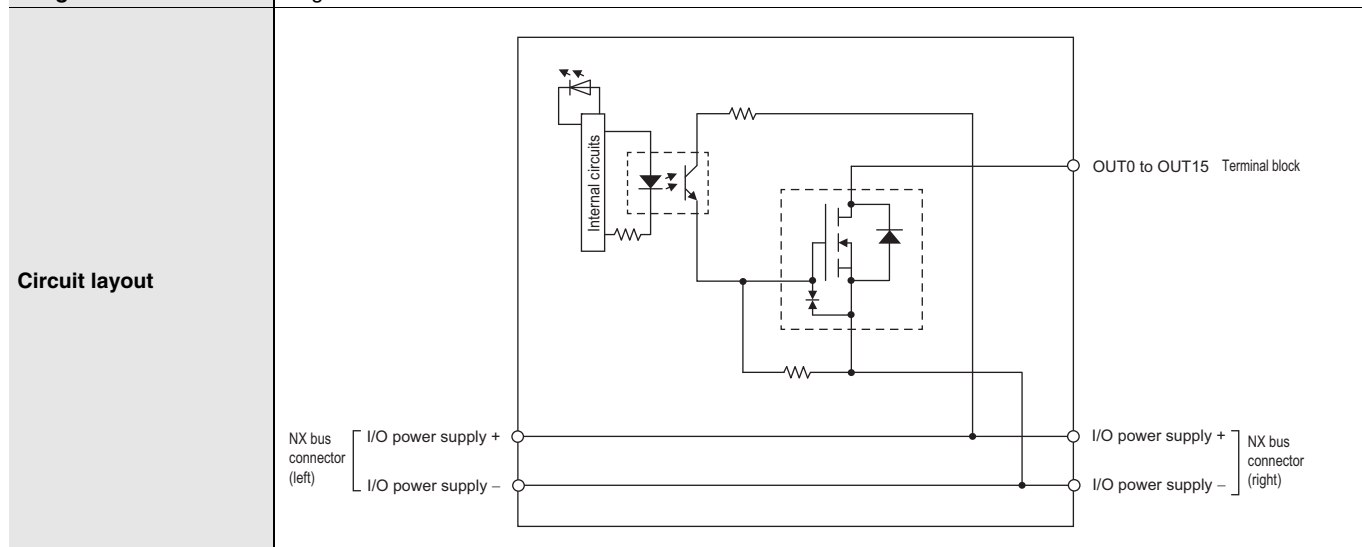 Circuit layout
Internal circuits
OUT0 to OUT15 Terminal block
NX bus
connector
(left)
I/O power supply +
I/O power supply –
I/O power supply +
I/O power supply –
NX bus
connector
(right)